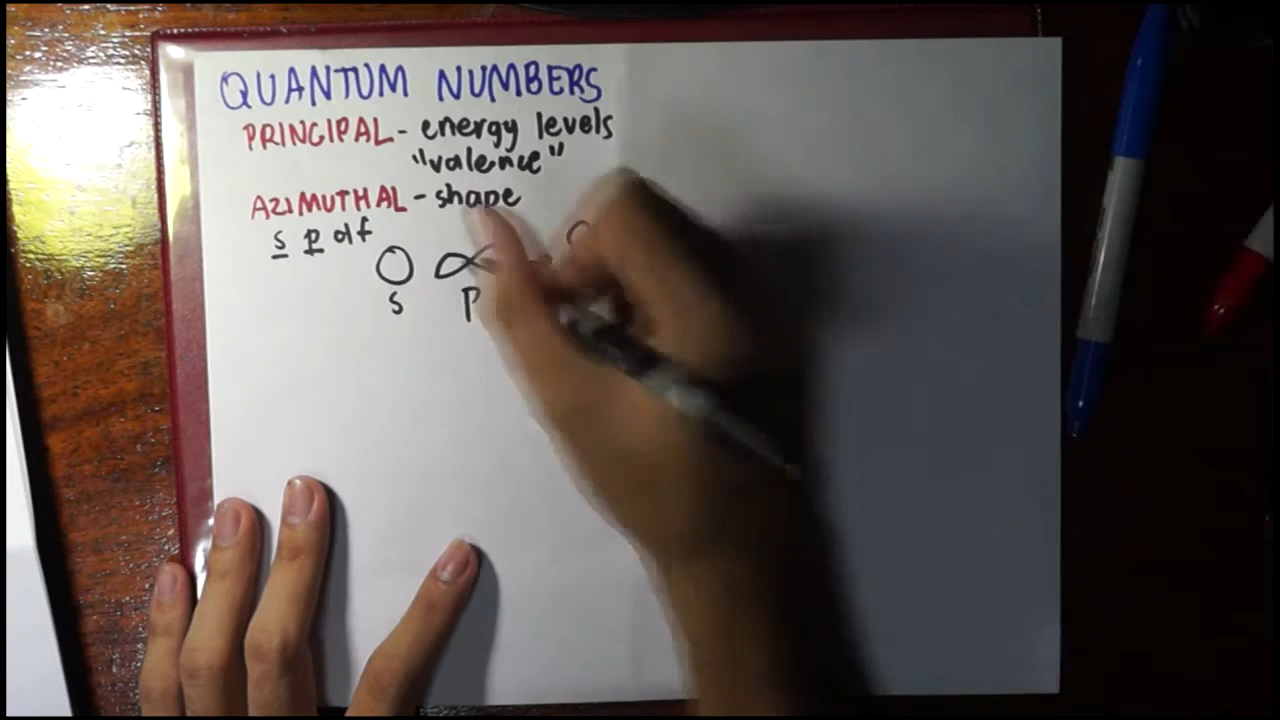 QUANTUM NUMBERS
PRINCIPAL - energy levels
"valence"
AZIMUTHAL - shape
s p d f
s p